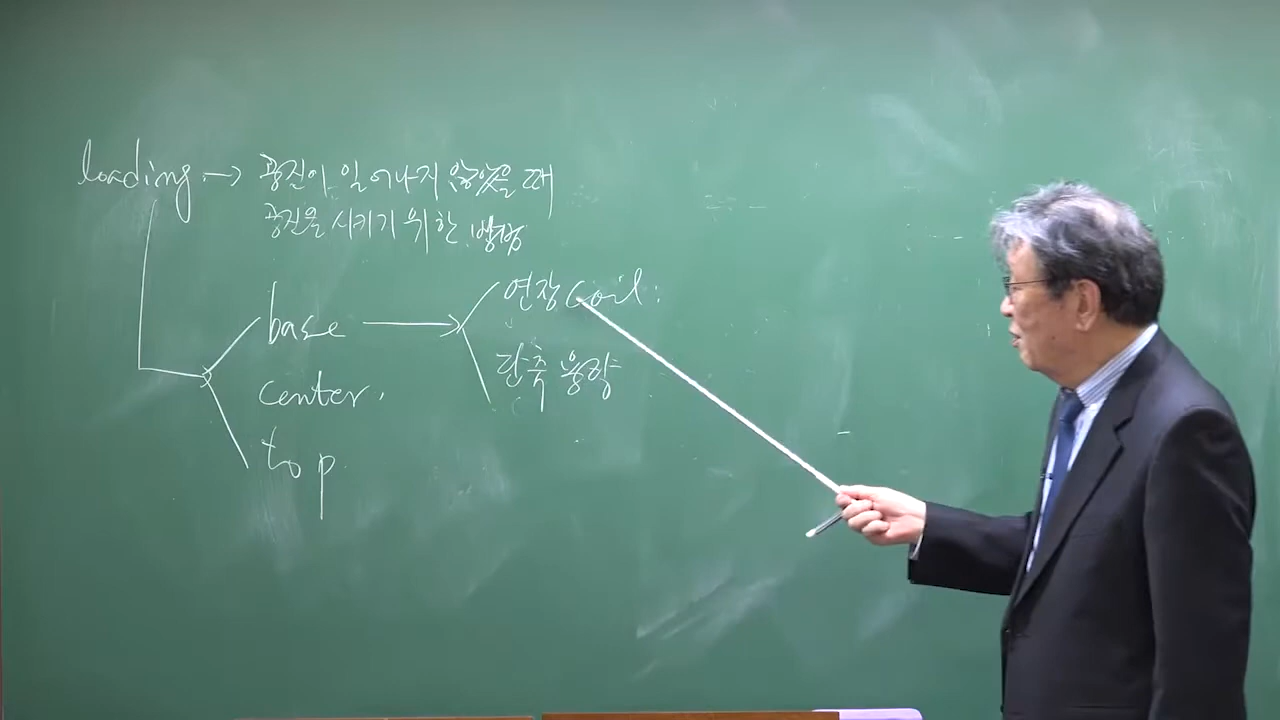 loading → 공진이 일어나지 않았을 때
공진을 시키기 위한 방법
base → 연장 coil.
단축 용량
center.
top